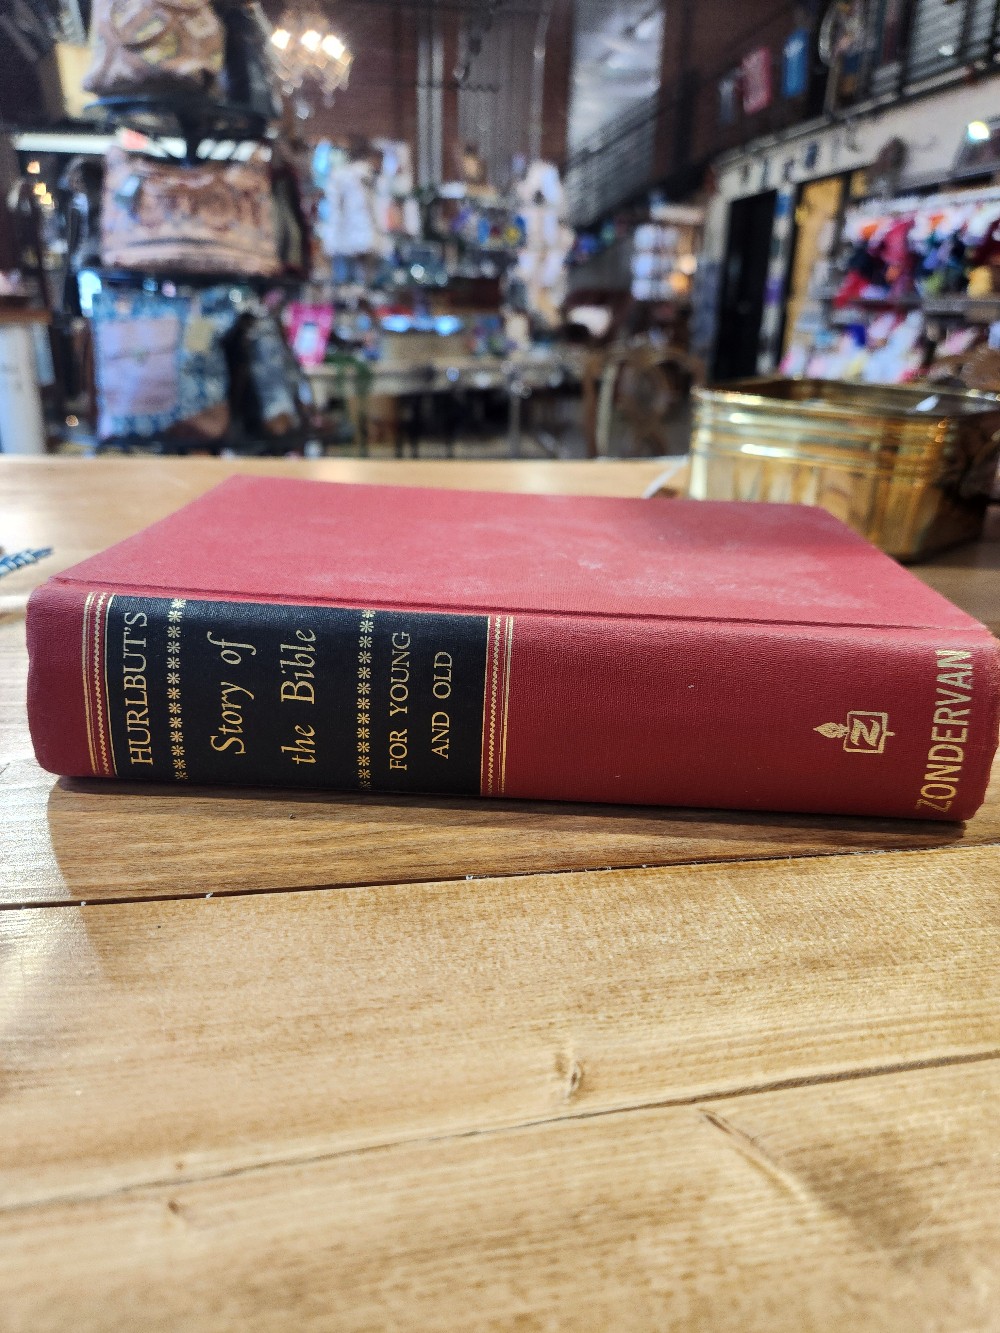 HURLBUT'S
Story of
the Bible
FOR YOUNG
AND OLD
Z
ZONDERVAN